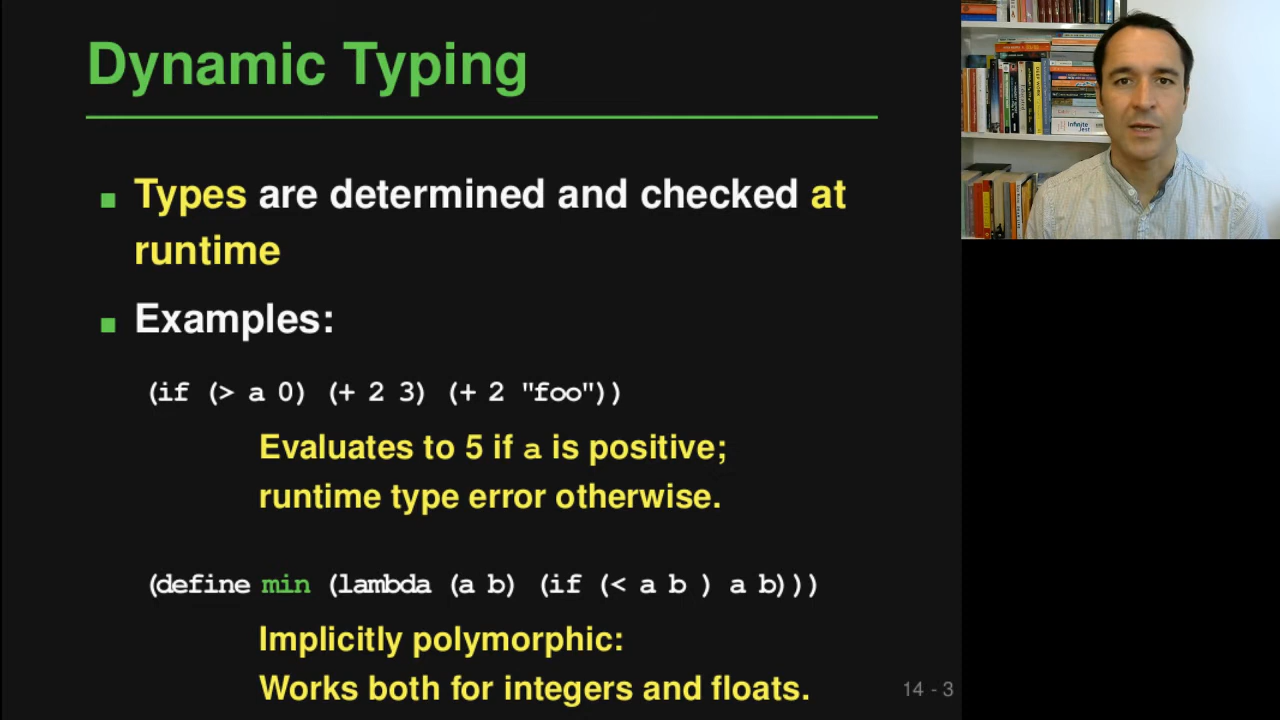 Dynamic Typing
Types are determined and checked at
runtime
Examples:
(if (> a 0) (+ 2 3) (+ 2 "foo"))
Evaluates to 5 if a is positive;
runtime type error otherwise.
(define min (lambda (a b) (if (< a b ) a b)))
Implicitly polymorphic:
Works both for integers and floats.
14 - 3
Infinite
Jest